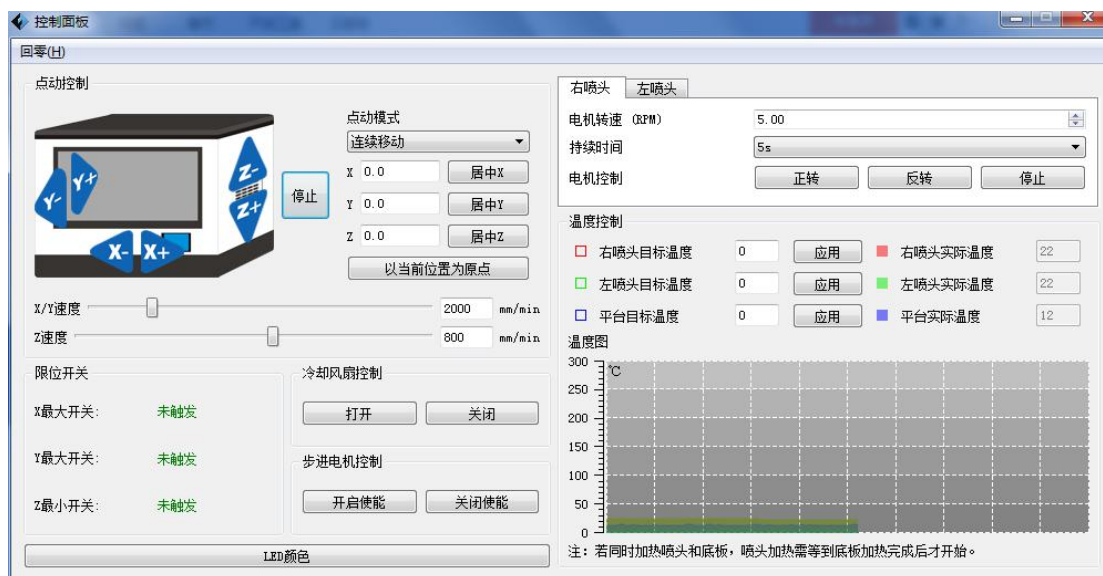 控制面板
回零(H)
点动控制
Y- Y+ Z- Z+ X- X+
停止
点动模式
连续移动
X 0.0 居中X
Y 0.0 居中Y
Z 0.0 居中Z
以当前位置为原点
X/Y速度 2000 mm/min
Z速度 800 mm/min
限位开关
X最大开关: 未触发
Y最大开关: 未触发
Z最小开关: 未触发
冷却风扇控制
打开 关闭
步进电机控制
开启使能 关闭使能
LED颜色
右喷头 左喷头
电机转速 (RPM) 5.00
持续时间 5s
电机控制 正转 反转 停止
温度控制
右喷头目标温度 0 应用 右喷头实际温度 22
左喷头目标温度 0 应用 左喷头实际温度 22
平台目标温度 0 应用 平台实际温度 12
温度图
℃
300
250
200
150
100
50
0
注: 若同时加热喷头和底板，喷头加热需等到底板加热完成后才开始。